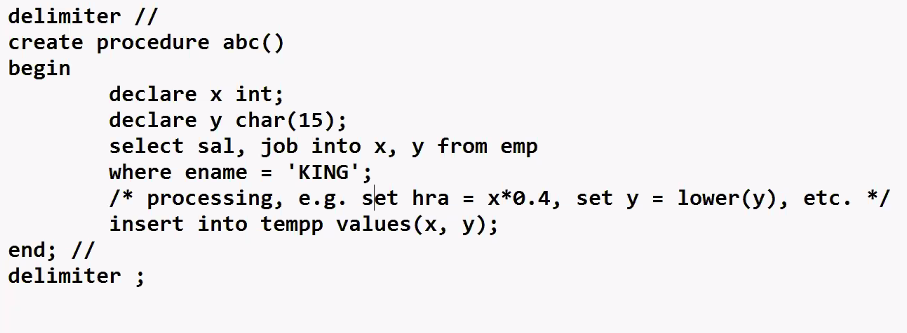 delimiter //
create procedure abc()
begin
declare x int;
declare y char(15);
select sal, job into x, y from emp
where ename = 'KING';
/* processing, e.g. set hra = x*0.4, set y = lower(y), etc. */
insert into tempp values(x, y);
end; //
delimiter ;